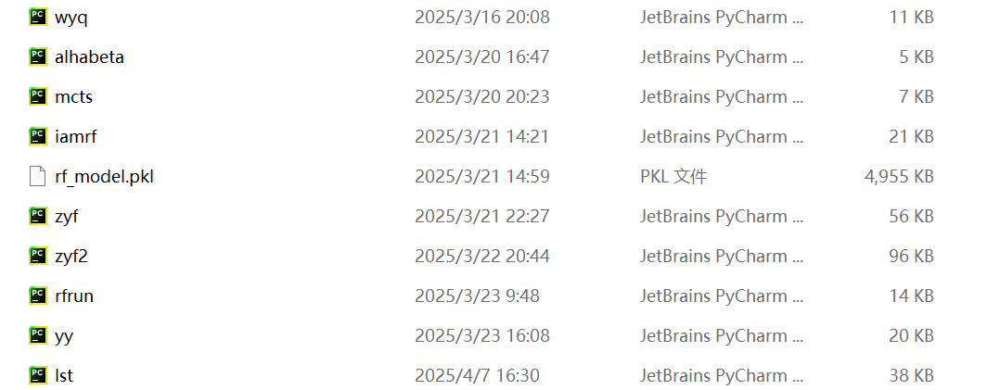 wyq 2025/3/16 20:08 JetBrains PyCharm ... 11 KB
alhabeta 2025/3/20 16:47 JetBrains PyCharm ... 5 KB
mcts 2025/3/20 20:23 JetBrains PyCharm ... 7 KB
iamrf 2025/3/21 14:21 JetBrains PyCharm ... 21 KB
rf_model.pkl 2025/3/21 14:59 PKL 文件 4,955 KB
zyf 2025/3/21 22:27 JetBrains PyCharm ... 56 KB
zyf2 2025/3/22 20:44 JetBrains PyCharm ... 96 KB
rfrun 2025/3/23 9:48 JetBrains PyCharm ... 14 KB
yy 2025/3/23 16:08 JetBrains PyCharm ... 20 KB
lst 2025/4/7 16:30 JetBrains PyCharm ... 38 KB